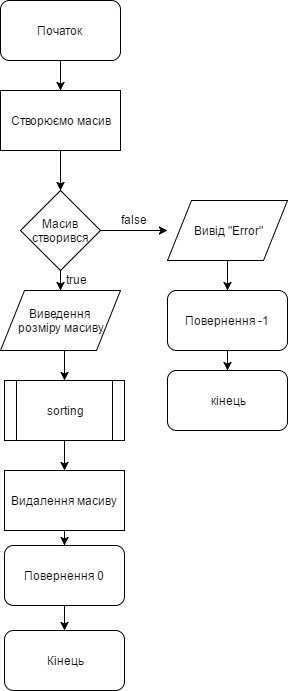 Початок
Створюємо масив
Масив
створився
false
Вивід "Error"
true
Виведення
розміру масиву
Повернення -1
sorting
кінець
Видалення масиву
Повернення 0
Кінець